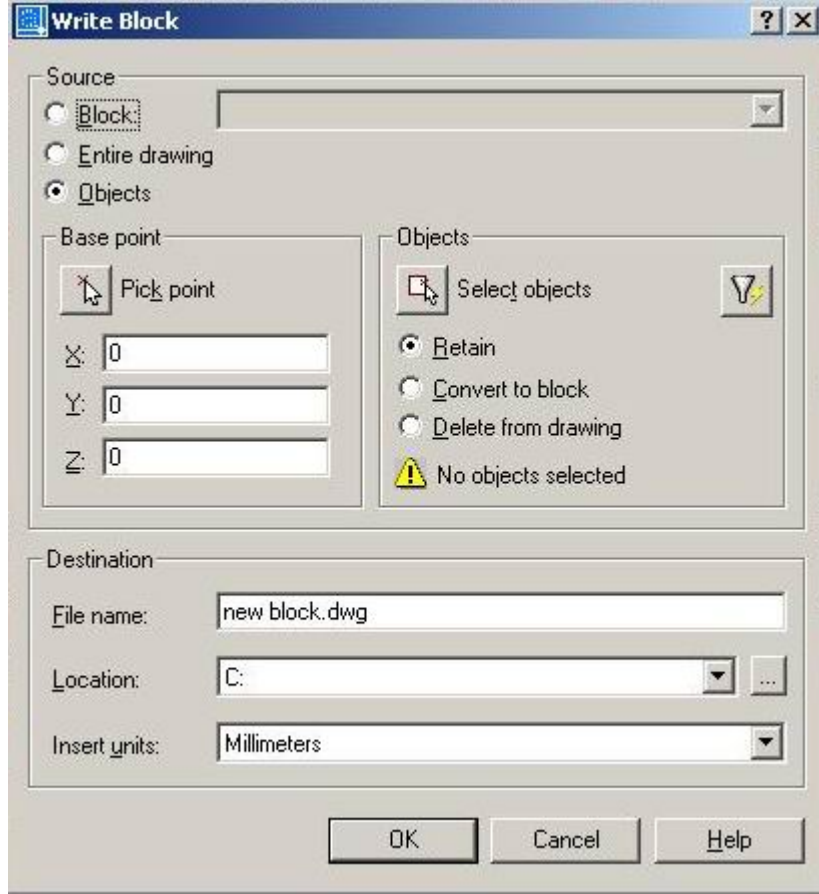 Write Block
Source
Block:
Entire drawing
Objects
Base point
Pick point
X: 0
Y: 0
Z: 0
Objects
Select objects
Retain
Convert to block
Delete from drawing
No objects selected
Destination
File name: new block.dwg
Location: C: ...
Insert units: Millimeters
OK Cancel Help